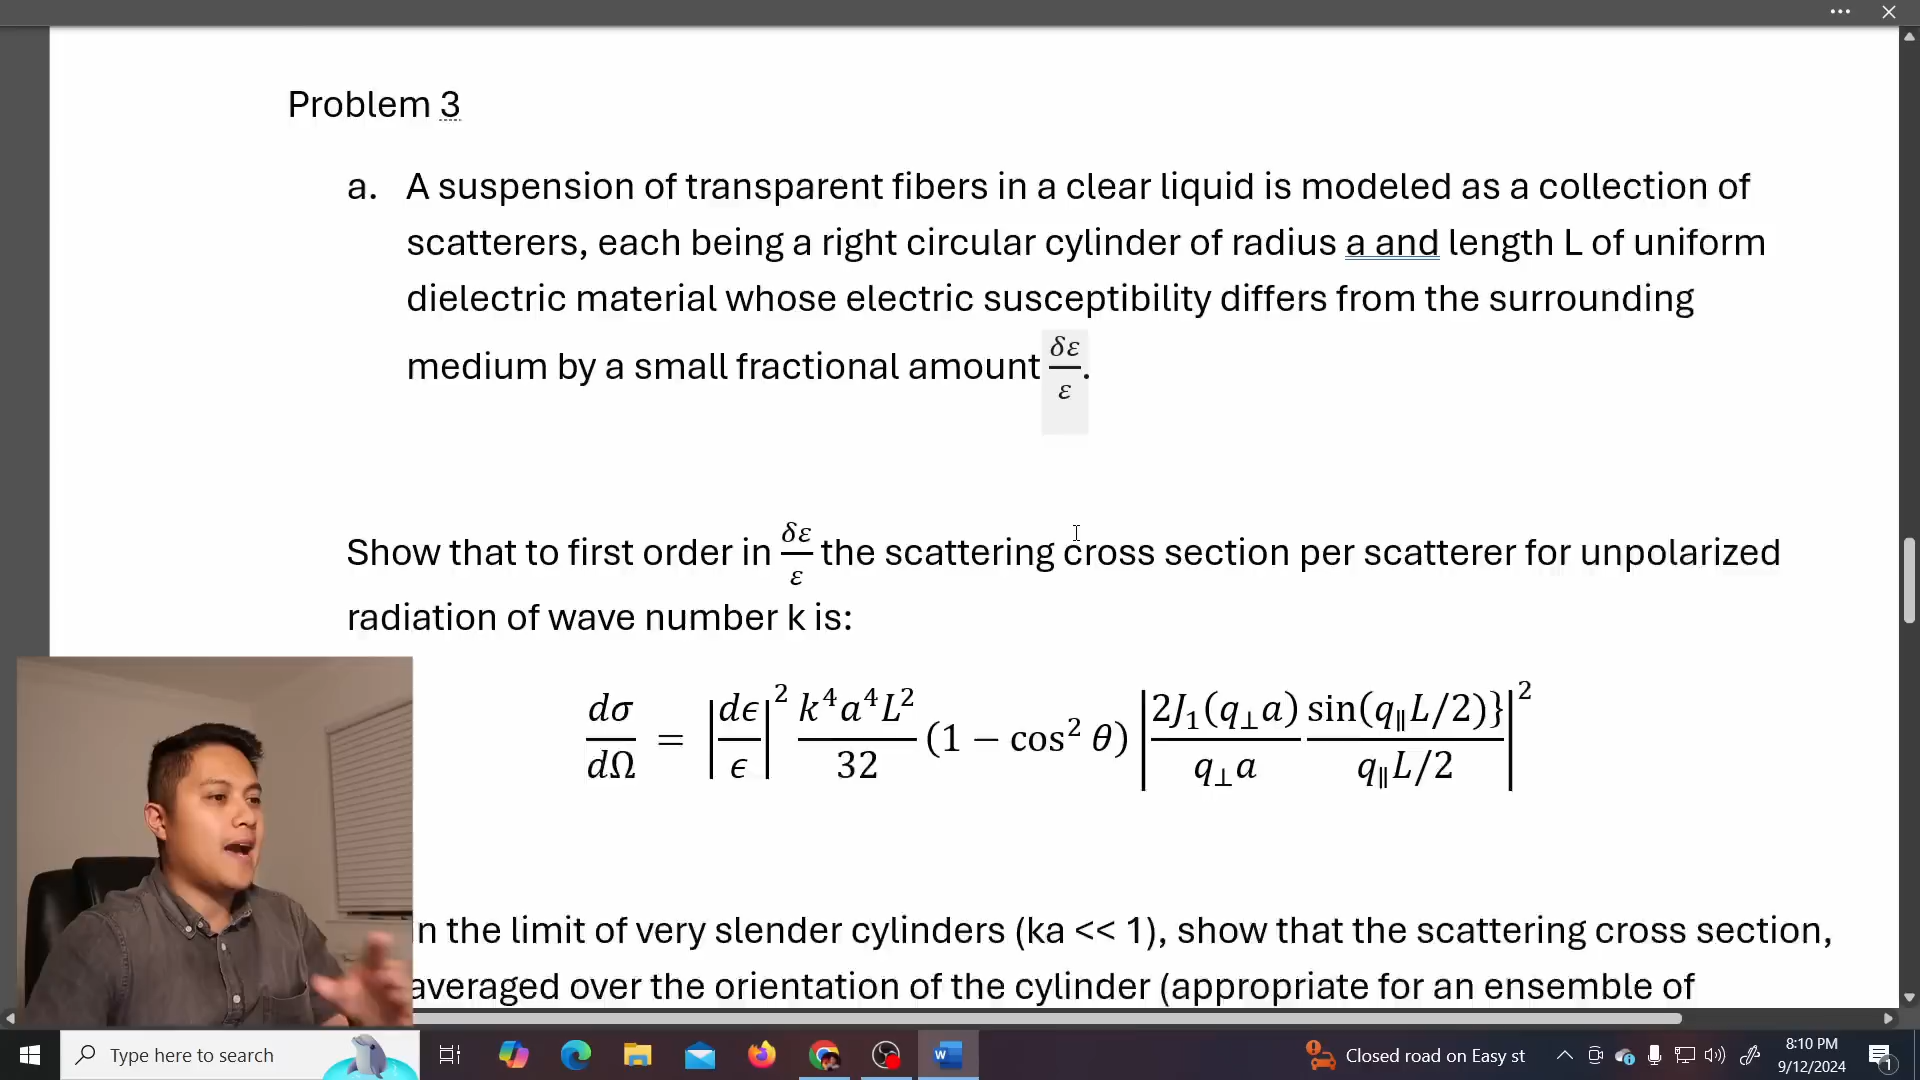 Problem 3
a. A suspension of transparent fibers in a clear liquid is modeled as a collection of
scatterers, each being a right circular cylinder of radius a and length L of uniform
dielectric material whose electric susceptibility differs from the surrounding
medium by a small fractional amount δε/ε.
Show that to first order in δε/ε the scattering cross section per scatterer for unpolarized
radiation of wave number k is:
dσ/dΩ = |dϵ/ϵ|² k⁴a⁴L²/32 (1 − cos² θ) |2J₁(q⊥a)/q⊥a sin(q∥L/2)}/q∥L/2|²
n the limit of very slender cylinders (ka << 1), show that the scattering cross section,
averaged over the orientation of the cylinder (appropriate for an ensemble of
Type here to search
W
Closed road on Easy st
8:10 PM
9/12/2024
1